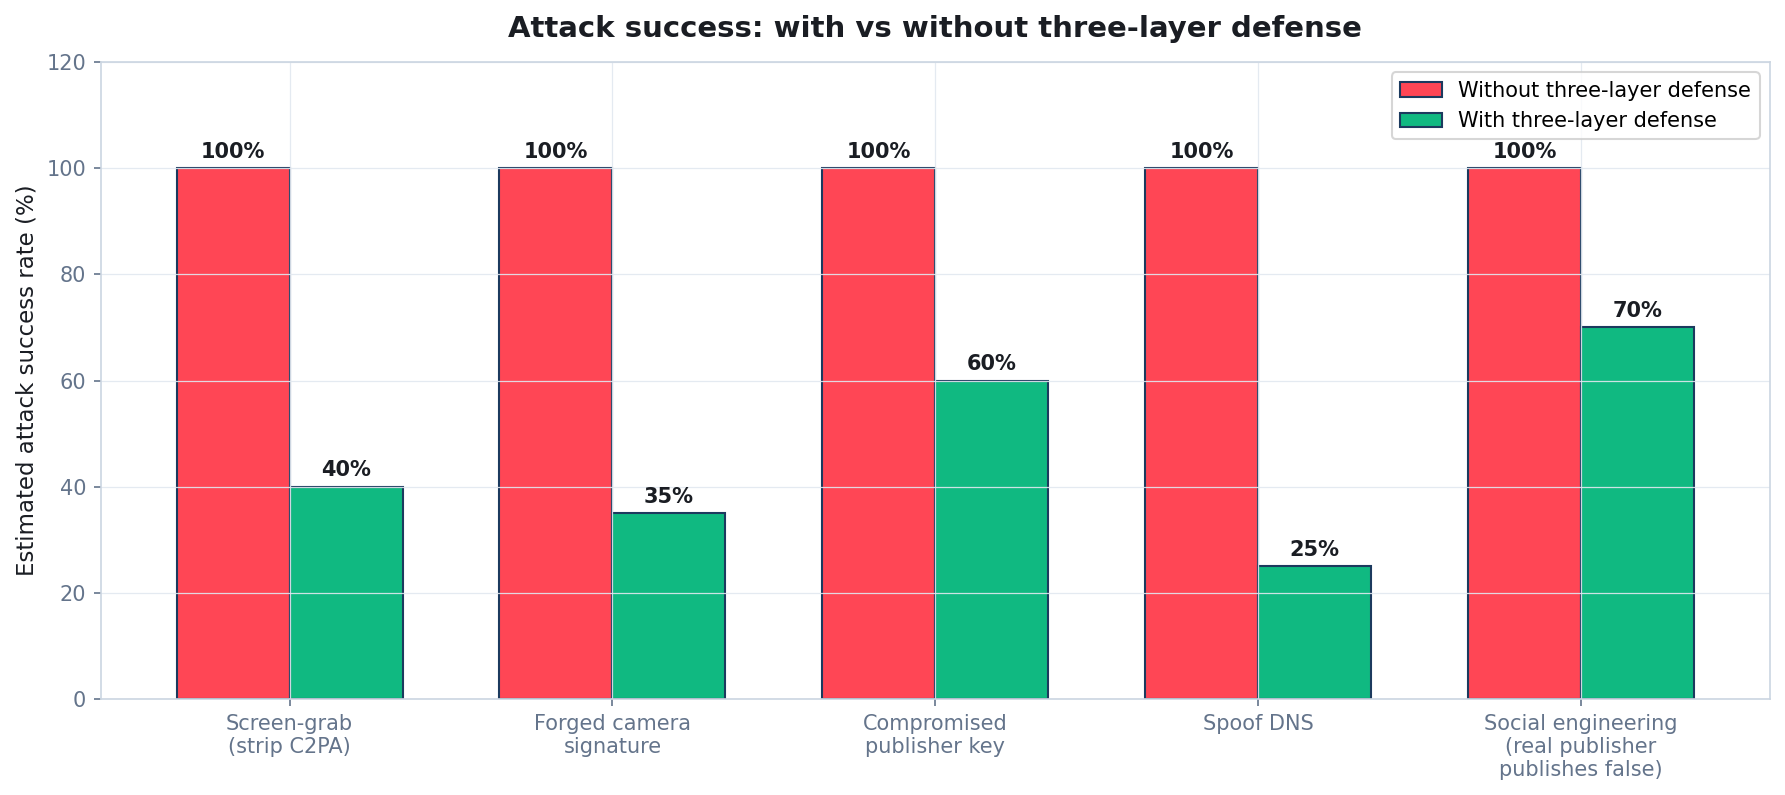 Attack success: with vs without three-layer defense
Estimated attack success rate (%)
120
100
80
60
40
20
0
Without three-layer defense
With three-layer defense
100%
40%
100%
35%
100%
60%
100%
25%
100%
70%
Screen-grab
(strip C2PA)
Forged camera
signature
Compromised
publisher key
Spoof DNS
Social engineering
(real publisher
publishes false)